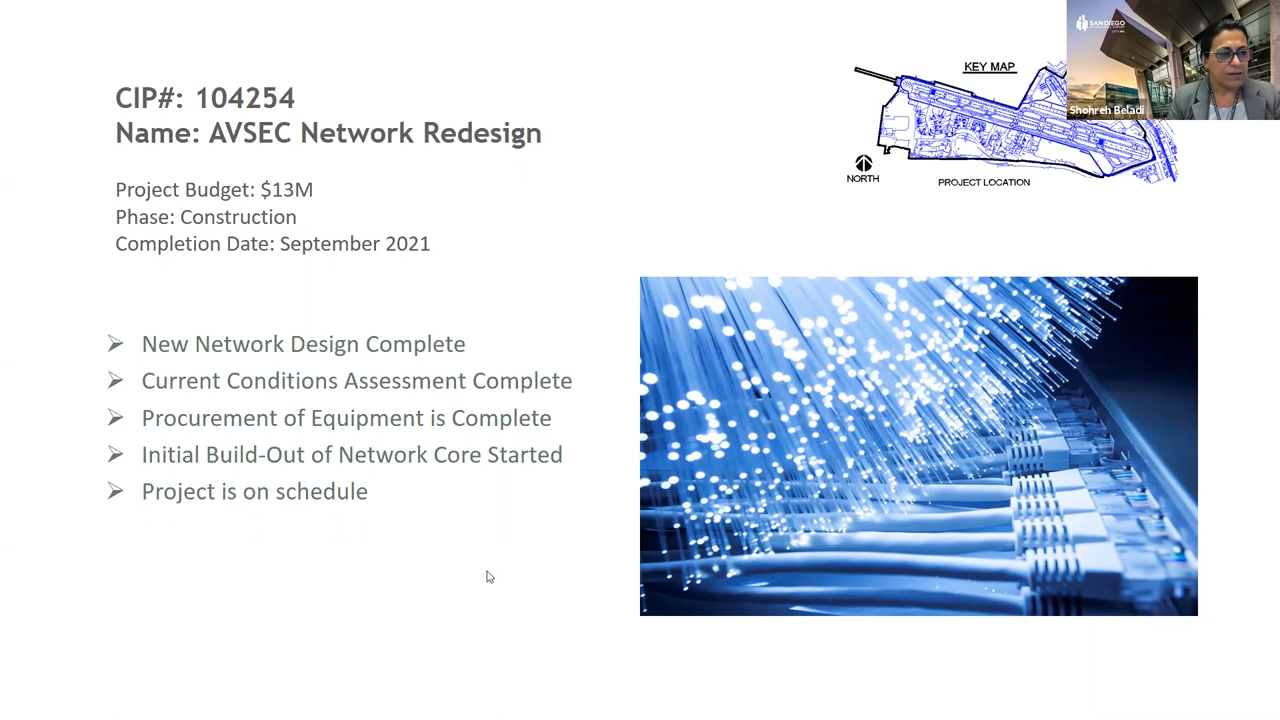 CIP#: 104254
Name: AVSEC Network Redesign
Project Budget: $13M
Phase: Construction
Completion Date: September 2021
New Network Design Complete
Current Conditions Assessment Complete
Procurement of Equipment is Complete
Initial Build-Out of Network Core Started
Project is on schedule
KEY MAP
NORTH
PROJECT LOCATION
SAN DIEGO
Shohreh Beladi